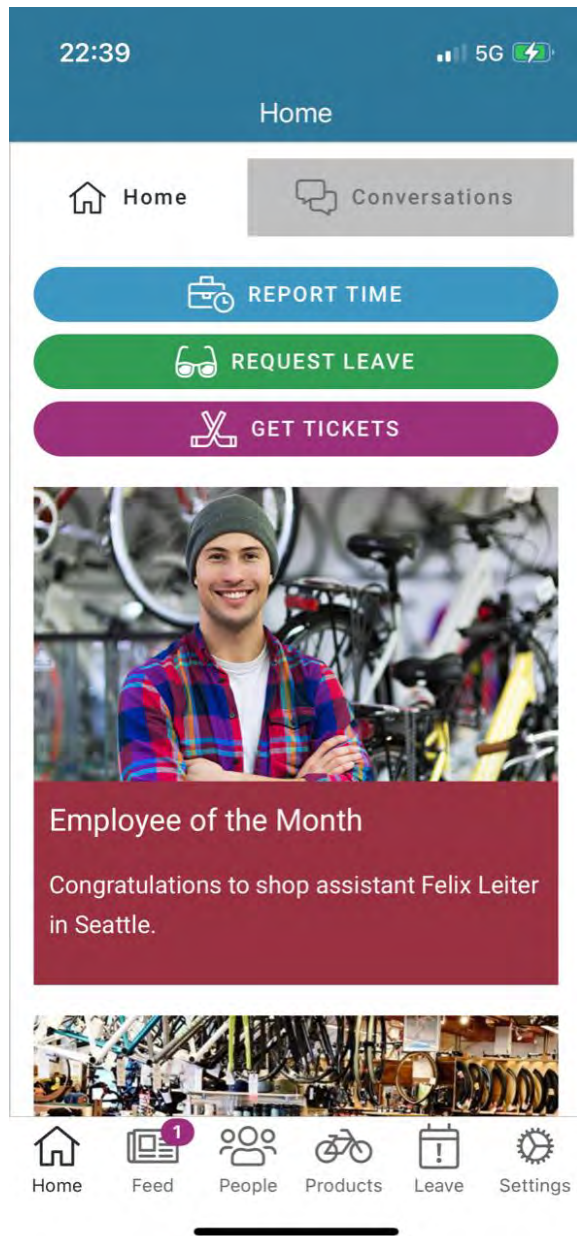 22:39
5G
Home
Home
Conversations
REPORT TIME
REQUEST LEAVE
GET TICKETS
Employee of the Month
Congratulations to shop assistant Felix Leiter
in Seattle.
1
Home Feed People Products Leave Settings